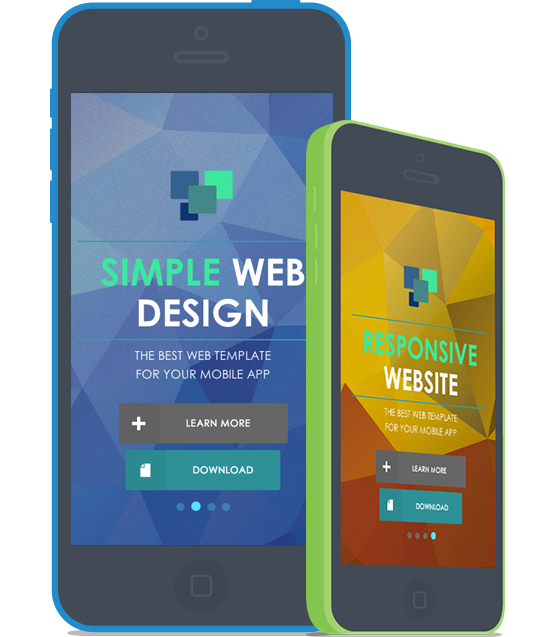 SIMPLE WEB
DESIGN
THE BEST WEB TEMPLATE
FOR YOUR MOBILE APP
LEARN MORE
DOWNLOAD
RESPONSIVE
WEBSITE
THE BEST WEB TEMPLATE
FOR YOUR MOBILE APP
LEARN MORE
DOWNLOAD